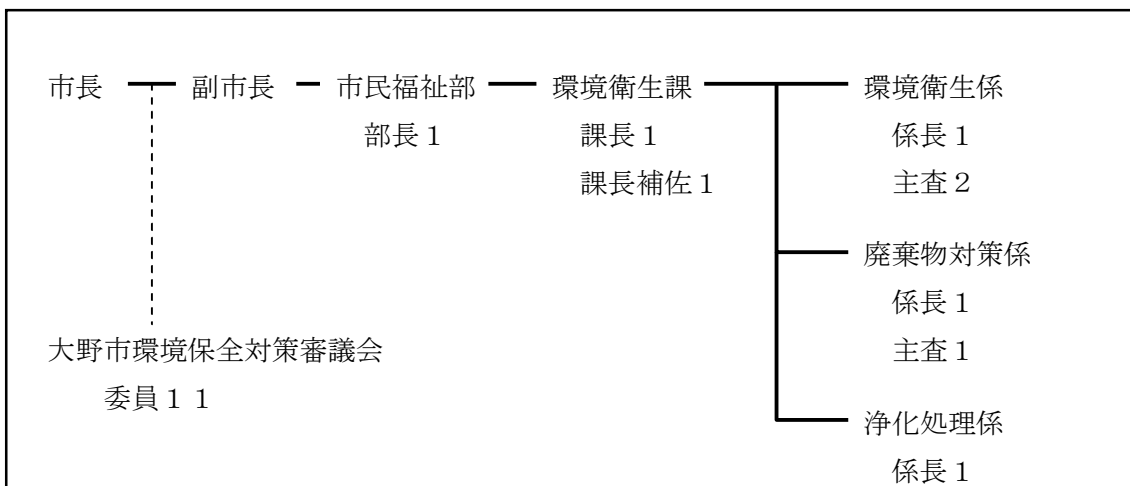 市長 副市長 市民福祉部 環境衛生課 環境衛生係
部長1 課長1 係長1
課長補佐1 主査2
廃棄物対策係
係長1
大野市環境保全対策審議会 主査1
委員11
浄化処理係
係長1